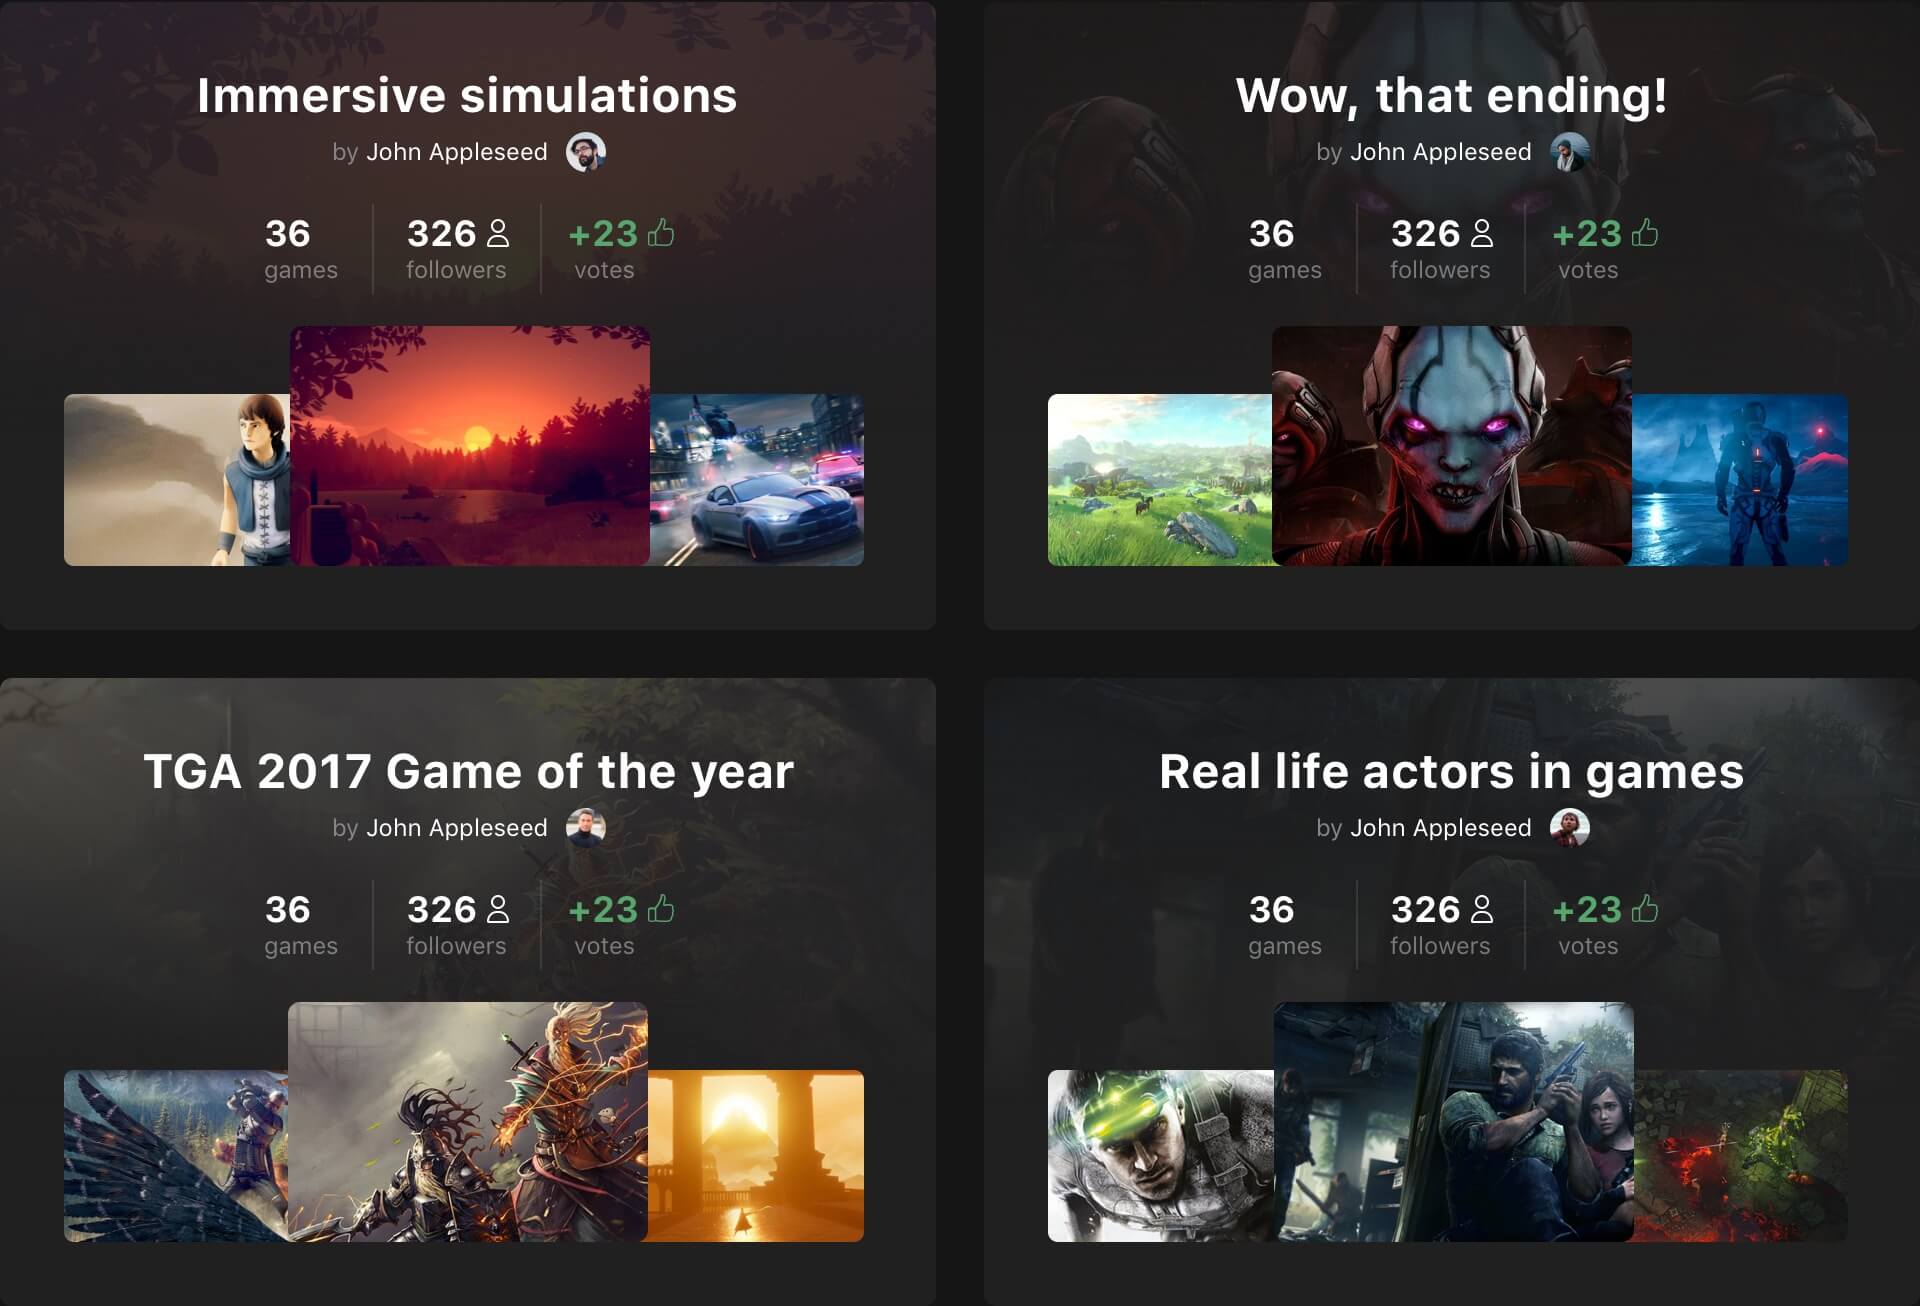 Immersive simulations
by John Appleseed
36 326 +23
games followers votes
Wow, that ending!
by John Appleseed
36 326 +23
games followers votes
TGA 2017 Game of the year
by John Appleseed
36 326 +23
games followers votes
Real life actors in games
by John Appleseed
36 326 +23
games followers votes